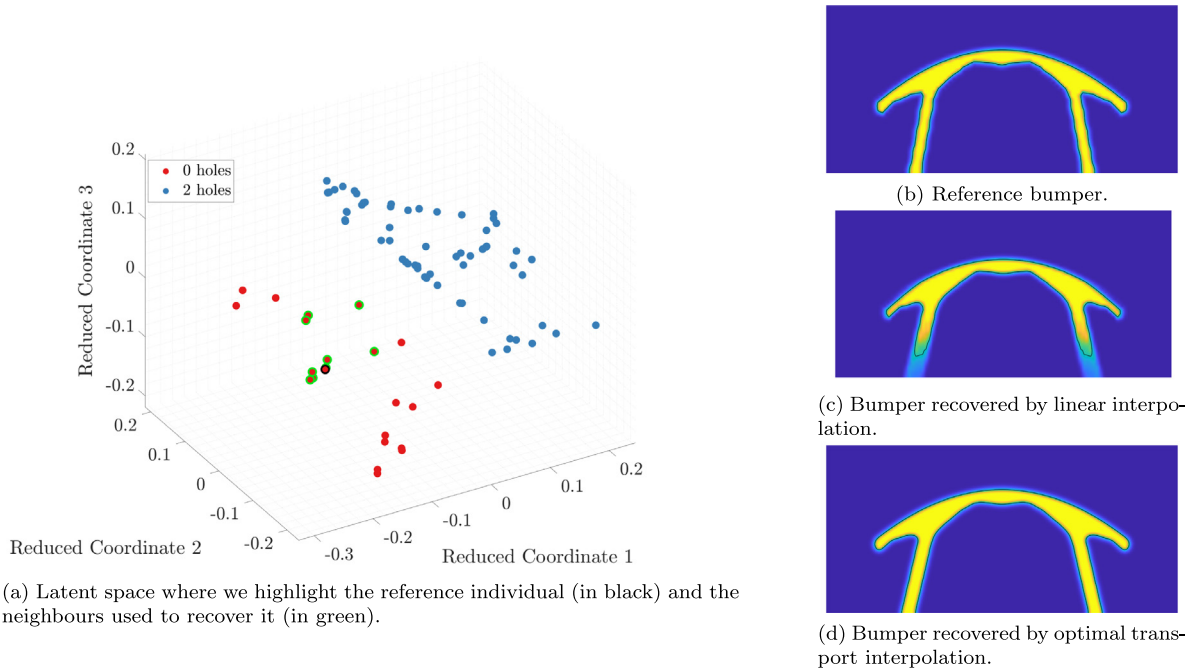 0.2
0.1
0
-0.1
-0.2
Reduced Coordinate 3
0 holes
2 holes
0.2
0.1
0
-0.1
-0.2
Reduced Coordinate 2
-0.3
-0.2
-0.1
0
0.1
0.2
Reduced Coordinate 1
(a) Latent space where we highlight the reference individual (in black) and the
neighbours used to recover it (in green).
(b) Reference bumper.
(c) Bumper recovered by linear interpo-
lation.
(d) Bumper recovered by optimal trans-
port interpolation.